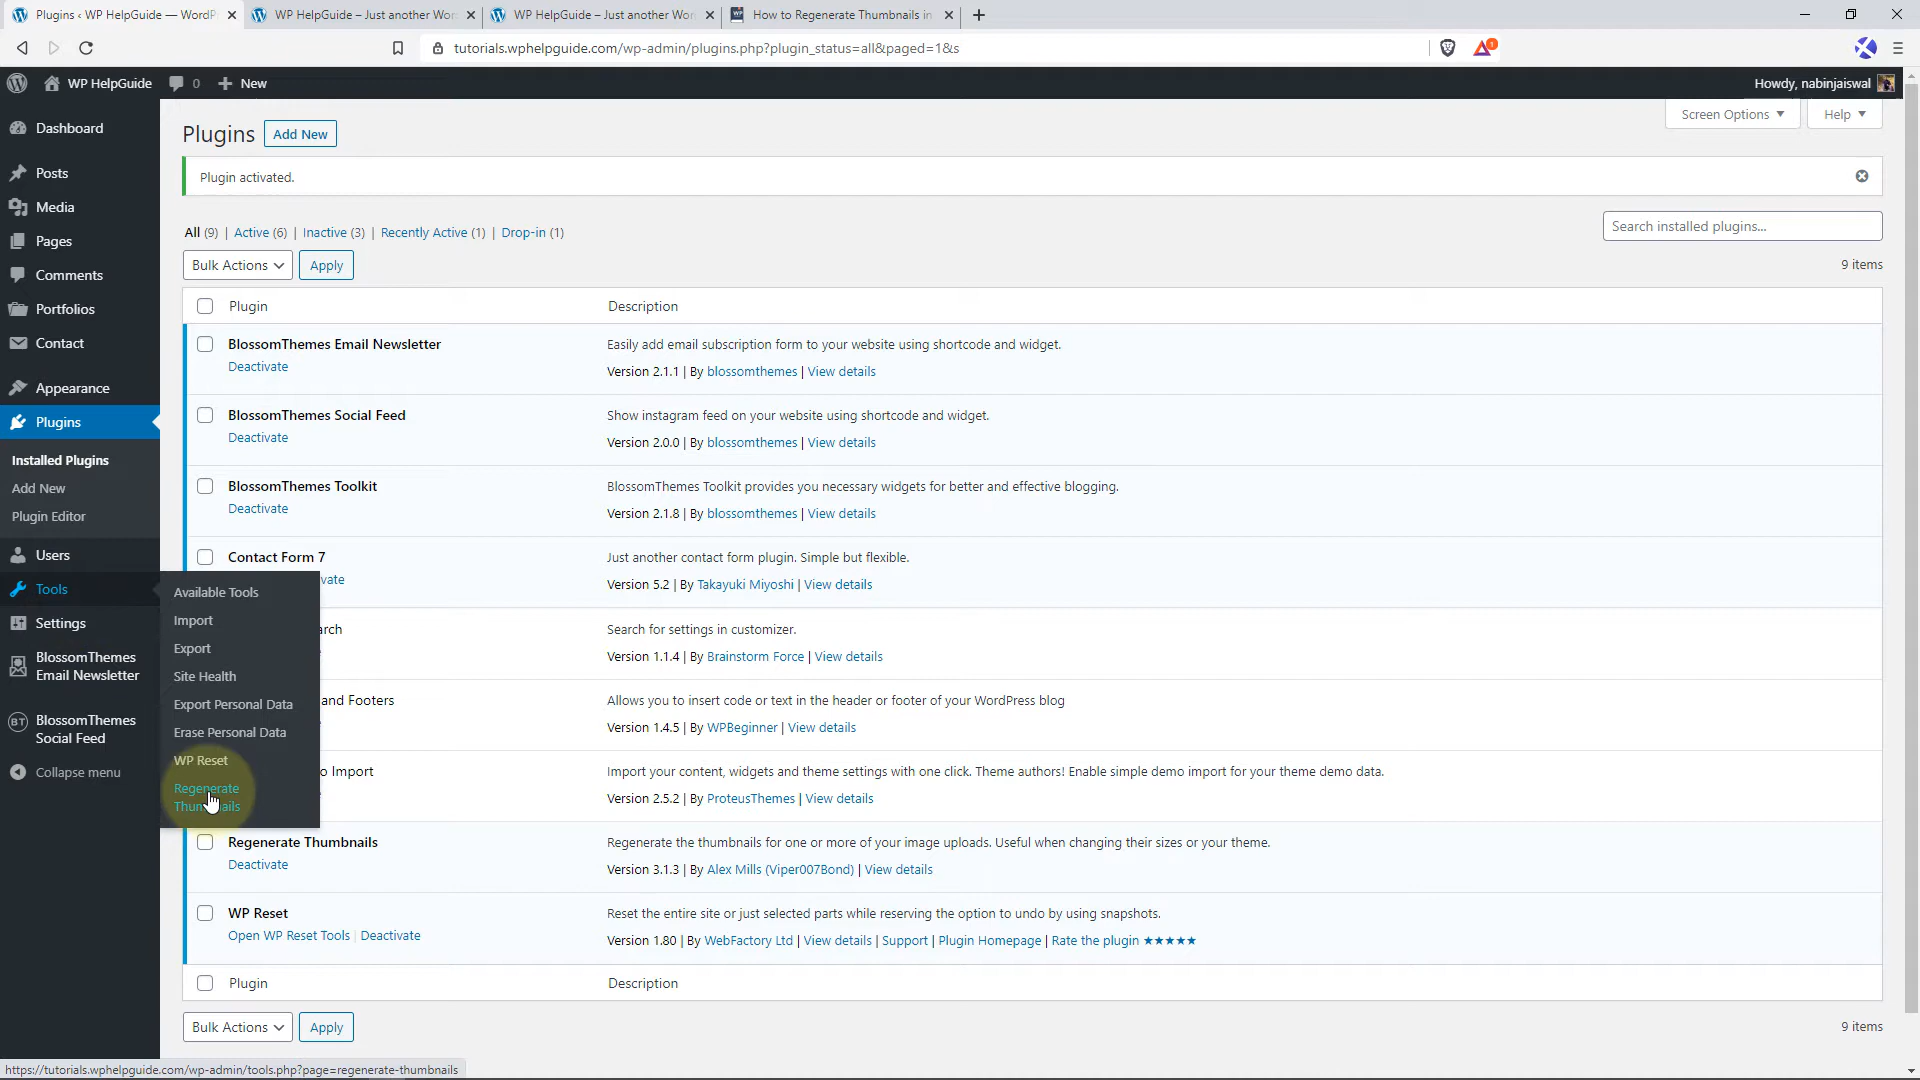 Plugins ‹ WP HelpGuide — WordP
WP HelpGuide – Just another Wor
WP HelpGuide – Just another Wor
How to Regenerate Thumbnails in
tutorials.wphelpguide.com/wp-admin/plugins.php?plugin_status=all&paged=1&s
1
WP HelpGuide
0
New
Howdy, nabinjaiswal
Dashboard
Posts
Media
Pages
Comments
Portfolios
Contact
Appearance
Plugins
Installed Plugins
Add New
Plugin Editor
Users
Tools
Settings
BlossomThemes
Email Newsletter
BT
BlossomThemes
Social Feed
Collapse menu
Available Tools
Import
Export
Site Health
Export Personal Data
Erase Personal Data
WP Reset
Regenerate
Thumbnails
Plugins
Add New
Screen Options
Help
Plugin activated.
All (9) | Active (6) | Inactive (3) | Recently Active (1) | Drop-in (1)
Search installed plugins...
Bulk Actions
Apply
9 items
Plugin
Description
BlossomThemes Email Newsletter
Deactivate
Easily add email subscription form to your website using shortcode and widget.
Version 2.1.1 | By blossomthemes | View details
BlossomThemes Social Feed
Deactivate
Show instagram feed on your website using shortcode and widget.
Version 2.0.0 | By blossomthemes | View details
BlossomThemes Toolkit
Deactivate
BlossomThemes Toolkit provides you necessary widgets for better and effective blogging.
Version 2.1.8 | By blossomthemes | View details
Contact Form 7
vate
Just another contact form plugin. Simple but flexible.
Version 5.2 | By Takayuki Miyoshi | View details
rch
Search for settings in customizer.
Version 1.1.4 | By Brainstorm Force | View details
and Footers
Allows you to insert code or text in the header or footer of your WordPress blog
Version 1.4.5 | By WPBeginner | View details
o Import
Import your content, widgets and theme settings with one click. Theme authors! Enable simple demo import for your theme demo data.
Version 2.5.2 | By ProteusThemes | View details
Regenerate Thumbnails
Deactivate
Regenerate the thumbnails for one or more of your image uploads. Useful when changing their sizes or your theme.
Version 3.1.3 | By Alex Mills (Viper007Bond) | View details
WP Reset
Open WP Reset Tools | Deactivate
Reset the entire site or just selected parts while reserving the option to undo by using snapshots.
Version 1.80 | By WebFactory Ltd | View details | Support | Plugin Homepage | Rate the plugin ★★★★★
Plugin
Description
Bulk Actions
Apply
9 items
https://tutorials.wphelpguide.com/wp-admin/tools.php?page=regenerate-thumbnails